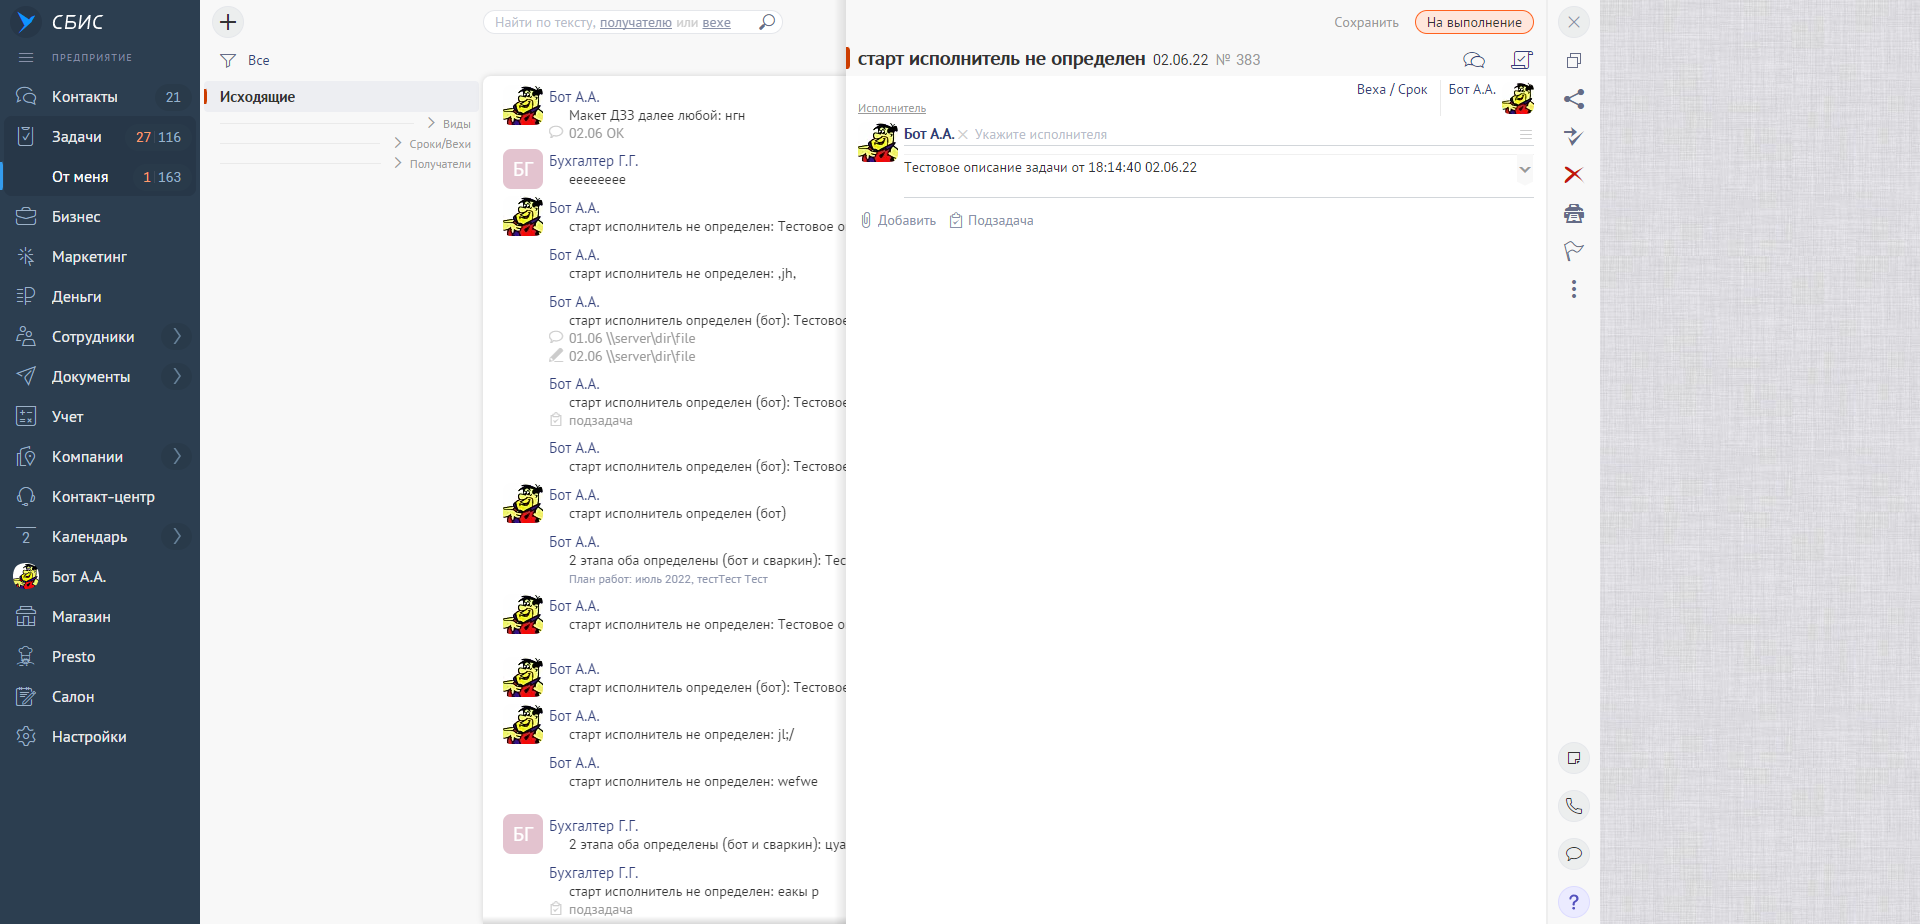 СБИС
ПРЕДПРИЯТИЕ
Контакты 21
Задачи 27 116
От меня 1 163
Бизнес
Маркетинг
Деньги
Сотрудники
Документы
Учет
Компании
Контакт-центр
2 Календарь
Бот А.А.
Магазин
Presto
Салон
Настройки
Найти по тексту, получателю или вехе
Все
Исходящие
Виды
Сроки/Вехи
Получатели
Бот А.А.
Макет ДЗЗ далее любой: нгн
02.06 ОК
БГ
Бухгалтер Г.Г.
еееееeее
Бот А.А.
старт исполнитель не определен: Тестовое о
Бот А.А.
старт исполнитель не определен: ,jh,
Бот А.А.
старт исполнитель определен (бот): Тестовое
01.06 \\server\dir\file
02.06 \\server\dir\file
Бот А.А.
старт исполнитель определен (бот): Тестовое
подзадача
Бот А.А.
старт исполнитель определен (бот): Тестовое
Бот А.А.
старт исполнитель определен (бот)
Бот А.А.
2 этапа оба определены (бот и сваркин): Тес
План работ: июль 2022, тестТест Тест
Бот А.А.
старт исполнитель не определен: Тестовое о
Бот А.А.
старт исполнитель определен (бот): Тестовое
Бот А.А.
старт исполнитель не определен: jl;/
Бот А.А.
старт исполнитель не определен: wefwe
БГ
Бухгалтер Г.Г.
2 этапа оба определены (бот и сваркин): цуа
Бухгалтер Г.Г.
старт исполнитель не определен: еакы р
подзадача
Сохранить На выполнение
старт исполнитель не определен 02.06.22 № 383
Веха / Срок Бот А.А.
Исполнитель
Бот А.А. Укажите исполнителя
Тестовое описание задачи от 18:14:40 02.06.22
Добавить Подзадача
?